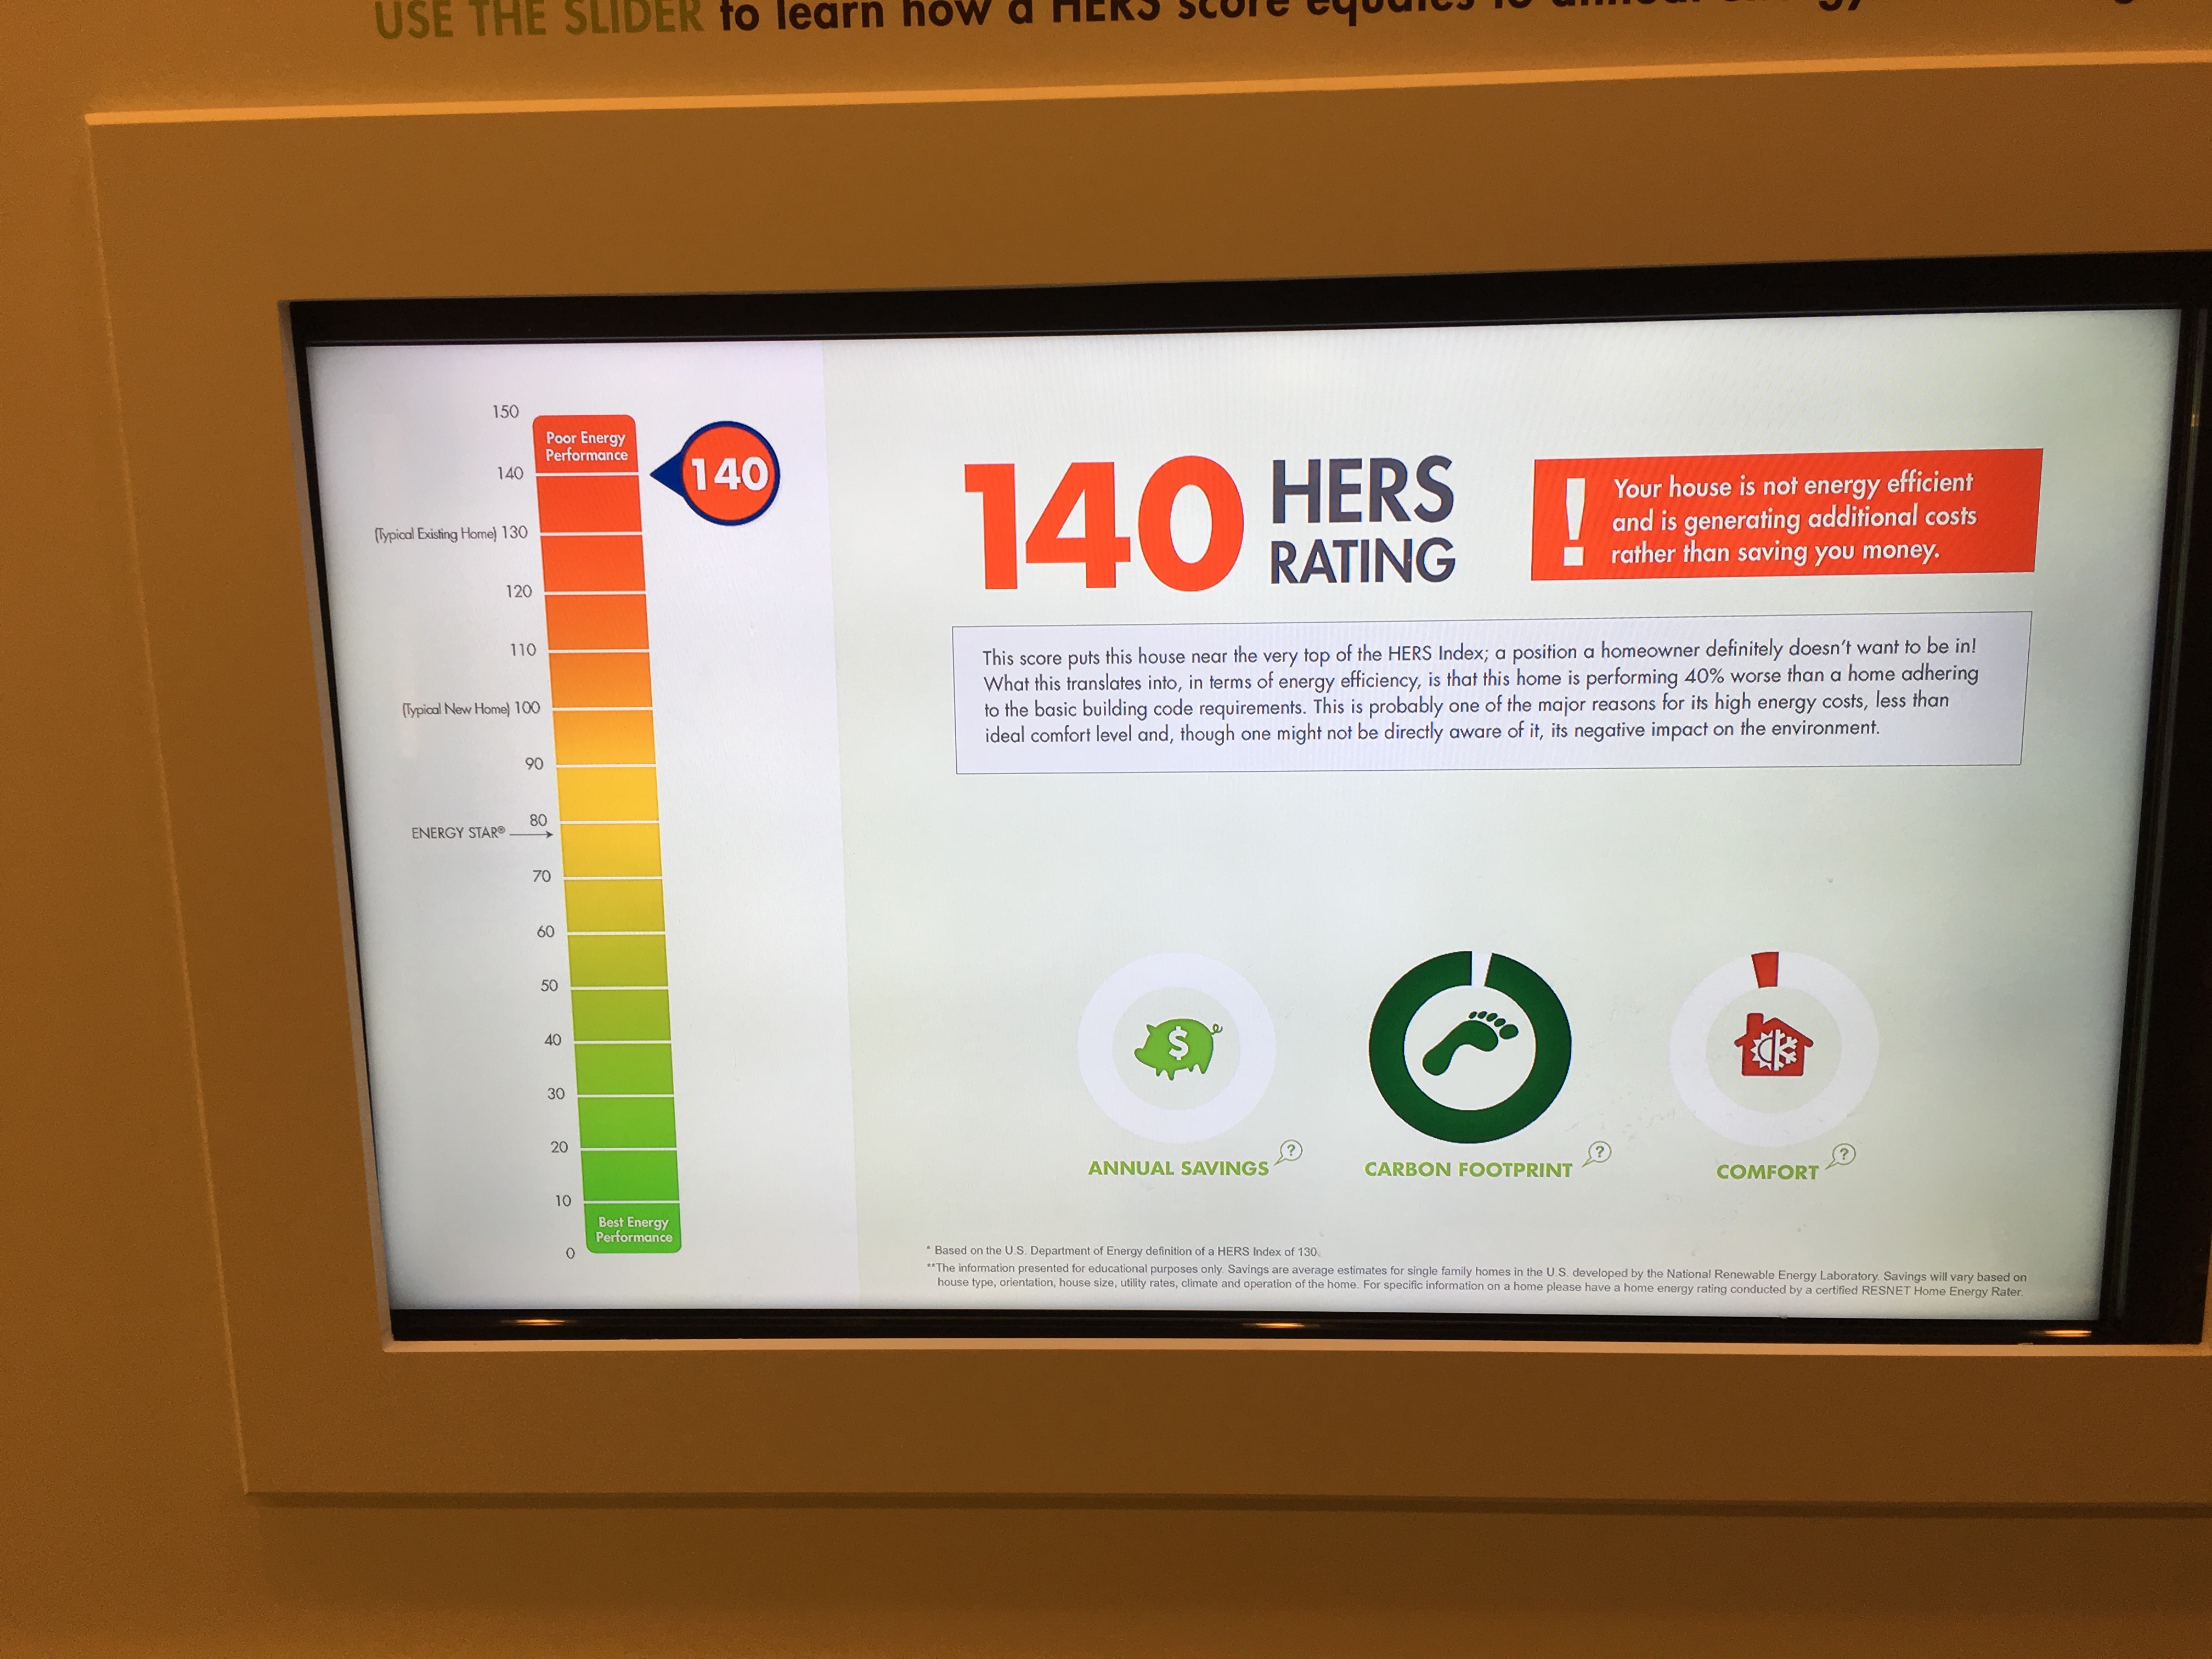 USE THE SLIDER to learn how a HERS score equates to annual
150
Poor Energy
Performance
140
140
(Typical Existing Home) 130
120
110
(Typical New Home) 100
90
80
ENERGY STAR®
70
60
50
40
30
20
10
Best Energy
Performance
0
140 HERS
RATING
! Your house is not energy efficient
and is generating additional costs
rather than saving you money.
This score puts this house near the very top of the HERS Index; a position a homeowner definitely doesn't want to be in!
What this translates into, in terms of energy efficiency, is that this home is performing 40% worse than a home adhering
to the basic building code requirements. This is probably one of the major reasons for its high energy costs, less than
ideal comfort level and, though one might not be directly aware of it, its negative impact on the environment.
$
ANNUAL SAVINGS ?
CARBON FOOTPRINT ?
COMFORT ?
* Based on the U.S. Department of Energy definition of a HERS Index of 130.
**The information presented for educational purposes only. Savings are average estimates for single family homes in the U.S. developed by the National Renewable Energy Laboratory. Savings will vary based on
house type, orientation, house size, utility rates, climate and operation of the home. For specific information on a home please have a home energy rating conducted by a certified RESNET Home Energy Rater.